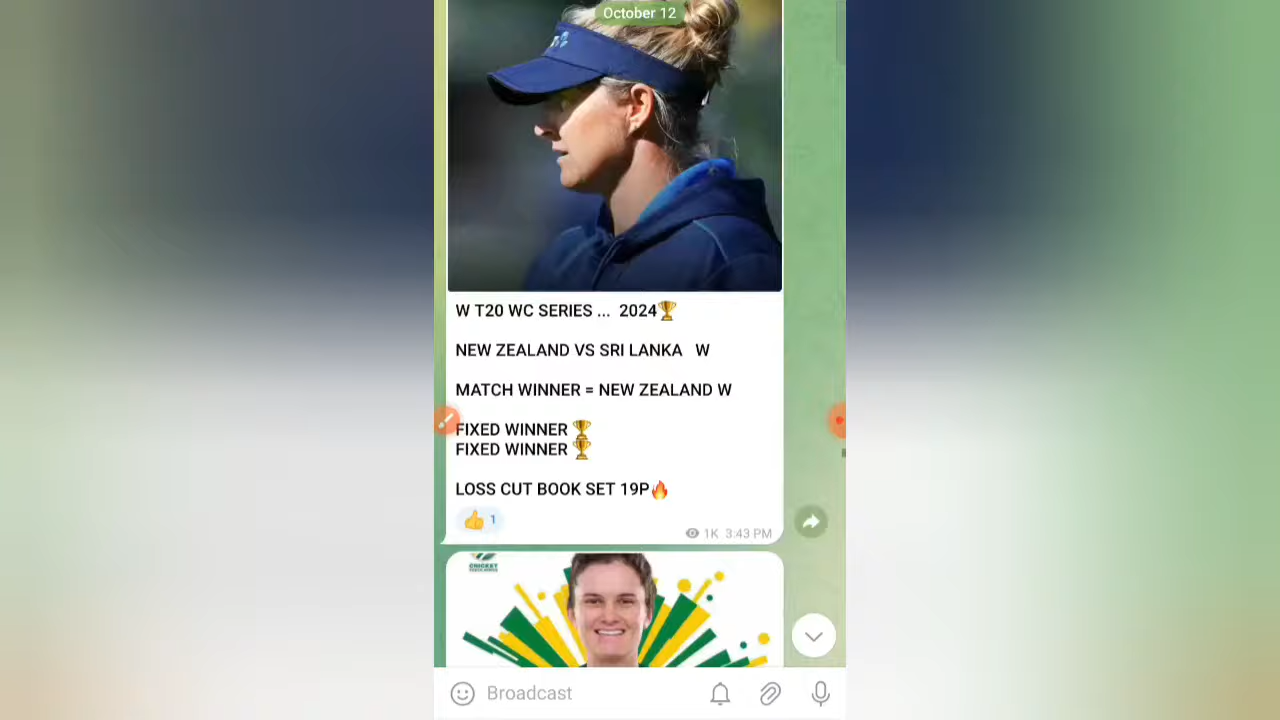 October 12
W T20 WC SERIES ... 2024🏆
NEW ZEALAND VS SRI LANKA W
MATCH WINNER = NEW ZEALAND W
FIXED WINNER 🏆
FIXED WINNER 🏆
LOSS CUT BOOK SET 19P🔥
👍 1
1K 3:43 PM
CRICKET
Broadcast